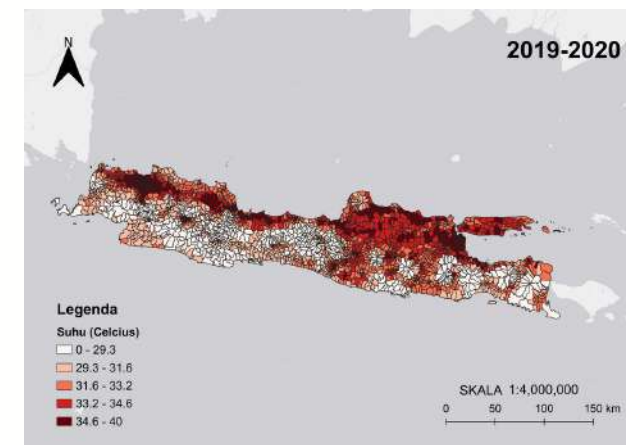 N
2019-2020
Legenda
Suhu (Celcius)
0 - 29.3
29.3 - 31.6
31.6 - 33.2
33.2 - 34.6
34.6 - 40
SKALA 1:4,000,000
0 50 100 150 km